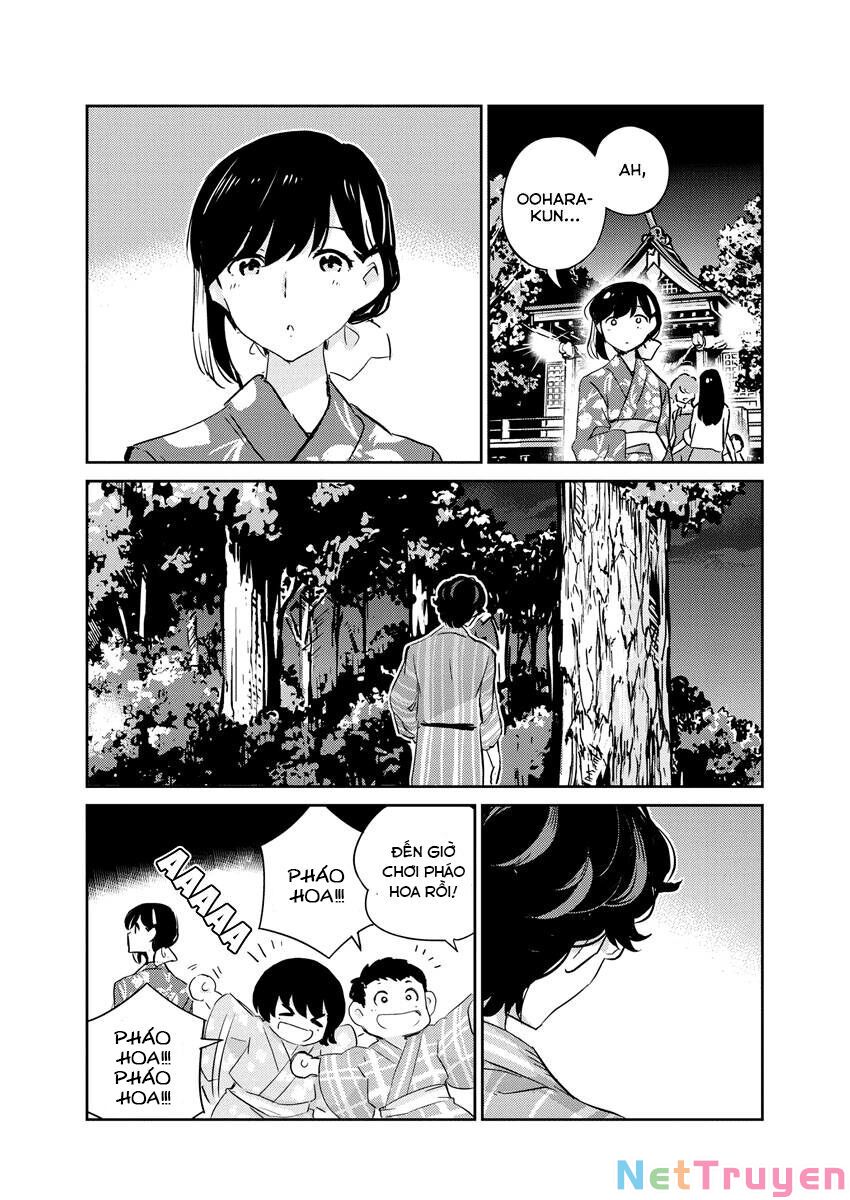 AH,
OOHARA-
KUN...
ĐẾN GIỜ
CHƠI PHÁO
HOA RỒI!
PHÁO
HOA!!!
AAAAA
PHÁO
HOA!!!
PHÁO
HOA!!!
NetTruyen